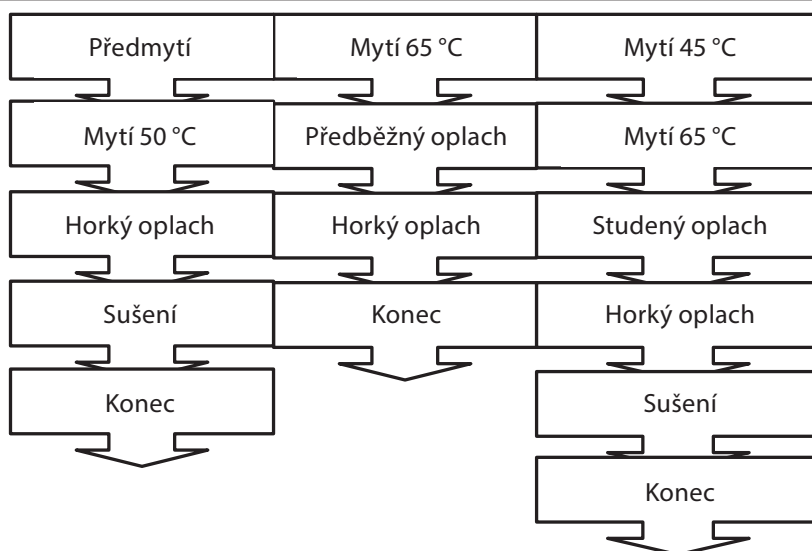 Předmytí
Mytí 50 °C
Horký oplach
Sušení
Konec
Mytí 65 °C
Předběžný oplach
Horký oplach
Konec
Mytí 45 °C
Mytí 65 °C
Studený oplach
Horký oplach
Sušení
Konec